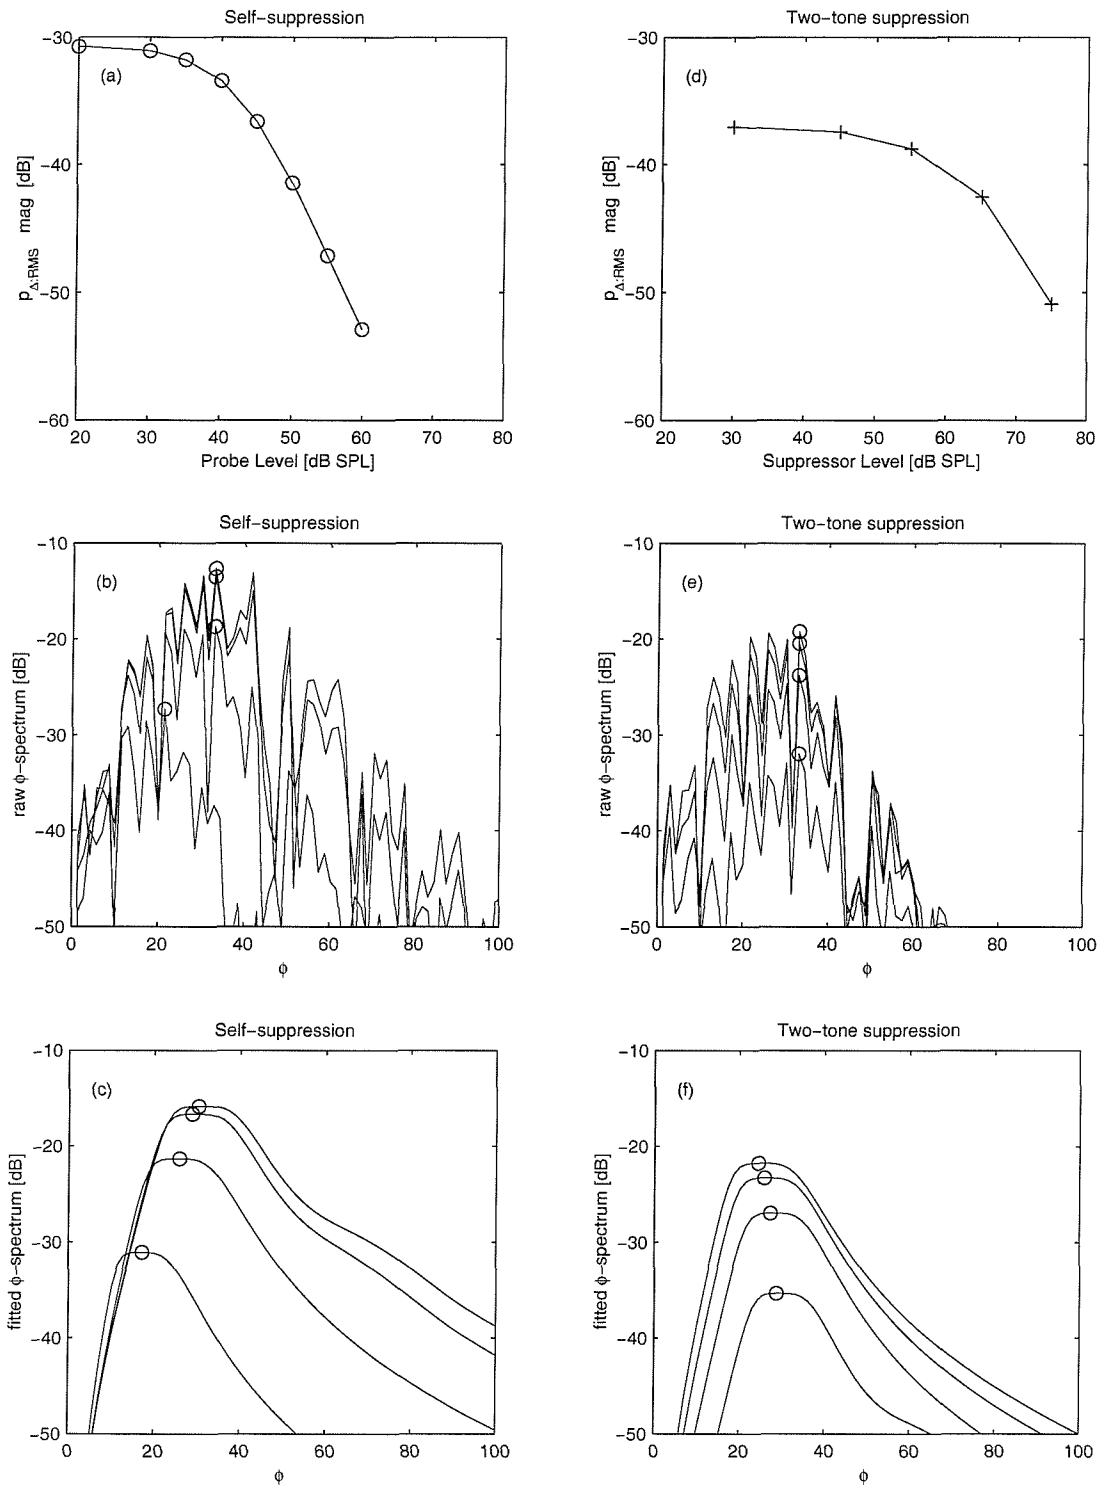 Self-suppression
Two-tone suppression
-30
-40
-50
-60
(a)
pΔ:RMS mag [dB]
20 30 40 50 60 70 80
Probe Level [dB SPL]
-30
-40
-50
-60
(d)
pΔ:RMS mag [dB]
20 30 40 50 60 70 80
Suppressor Level [dB SPL]
Self-suppression
Two-tone suppression
-10
-20
-30
-40
-50
(b)
raw ϕ-spectrum [dB]
0 20 40 60 80 100
ϕ
-10
-20
-30
-40
-50
(e)
raw ϕ-spectrum [dB]
0 20 40 60 80 100
ϕ
Self-suppression
Two-tone suppression
-10
-20
-30
-40
-50
(c)
fitted ϕ-spectrum [dB]
0 20 40 60 80 100
ϕ
-10
-20
-30
-40
-50
(f)
fitted ϕ-spectrum [dB]
0 20 40 60 80 100
ϕ